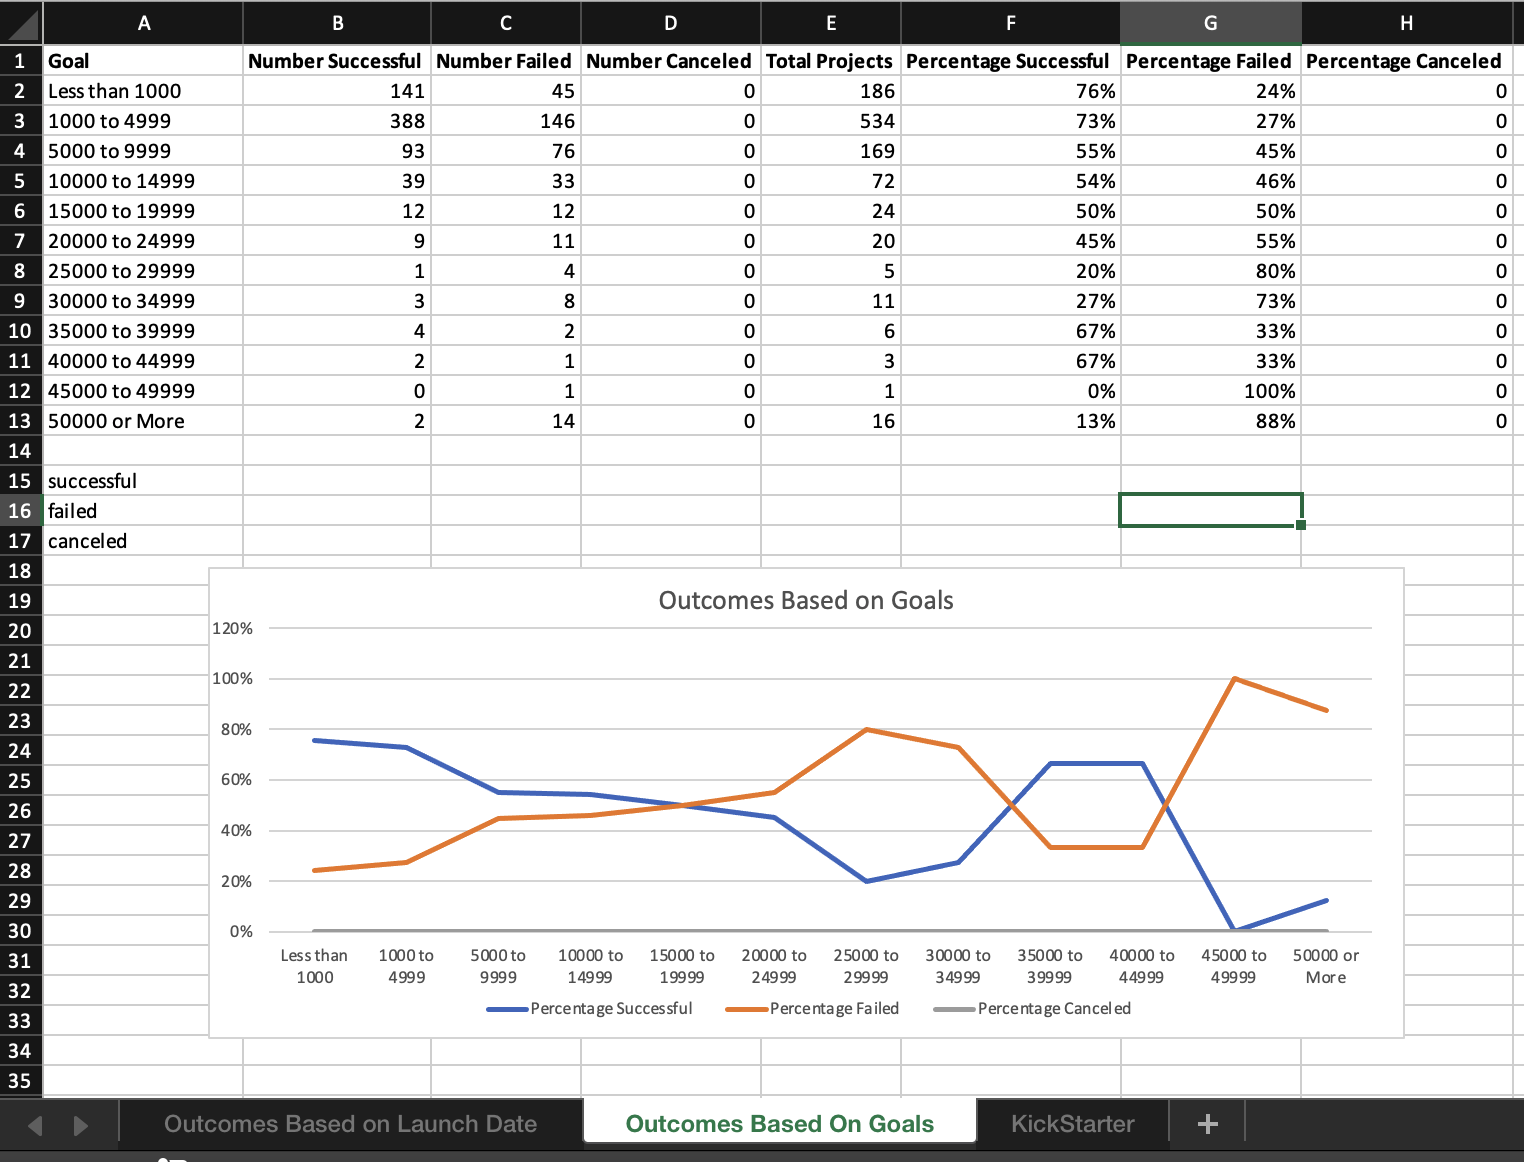 A B C D E F G H
1 Goal Number Successful Number Failed Number Canceled Total Projects Percentage Successful Percentage Failed Percentage Canceled
2 Less than 1000 141 45 0 186 76% 24% 0
3 1000 to 4999 388 146 0 534 73% 27% 0
4 5000 to 9999 93 76 0 169 55% 45% 0
5 10000 to 14999 39 33 0 72 54% 46% 0
6 15000 to 19999 12 12 0 24 50% 50% 0
7 20000 to 24999 9 11 0 20 45% 55% 0
8 25000 to 29999 1 4 0 5 20% 80% 0
9 30000 to 34999 3 8 0 11 27% 73% 0
10 35000 to 39999 4 2 0 6 67% 33% 0
11 40000 to 44999 2 1 0 3 67% 33% 0
12 45000 to 49999 0 1 0 1 0% 100% 0
13 50000 or More 2 14 0 16 13% 88% 0
14
15 successful
16 failed
17 canceled
18
19
20
21
22
23
24
25
26
27
28
29
30
31
32
33
34
35
Outcomes Based on Goals
120%
100%
80%
60%
40%
20%
0%
Less than 1000 to 5000 to 10000 to 15000 to 20000 to 25000 to 30000 to 35000 to 40000 to 45000 to 50000 or
1000 4999 9999 14999 19999 24999 29999 34999 39999 44999 49999 More
Percentage Successful Percentage Failed Percentage Canceled
Outcomes Based on Launch Date Outcomes Based On Goals KickStarter +